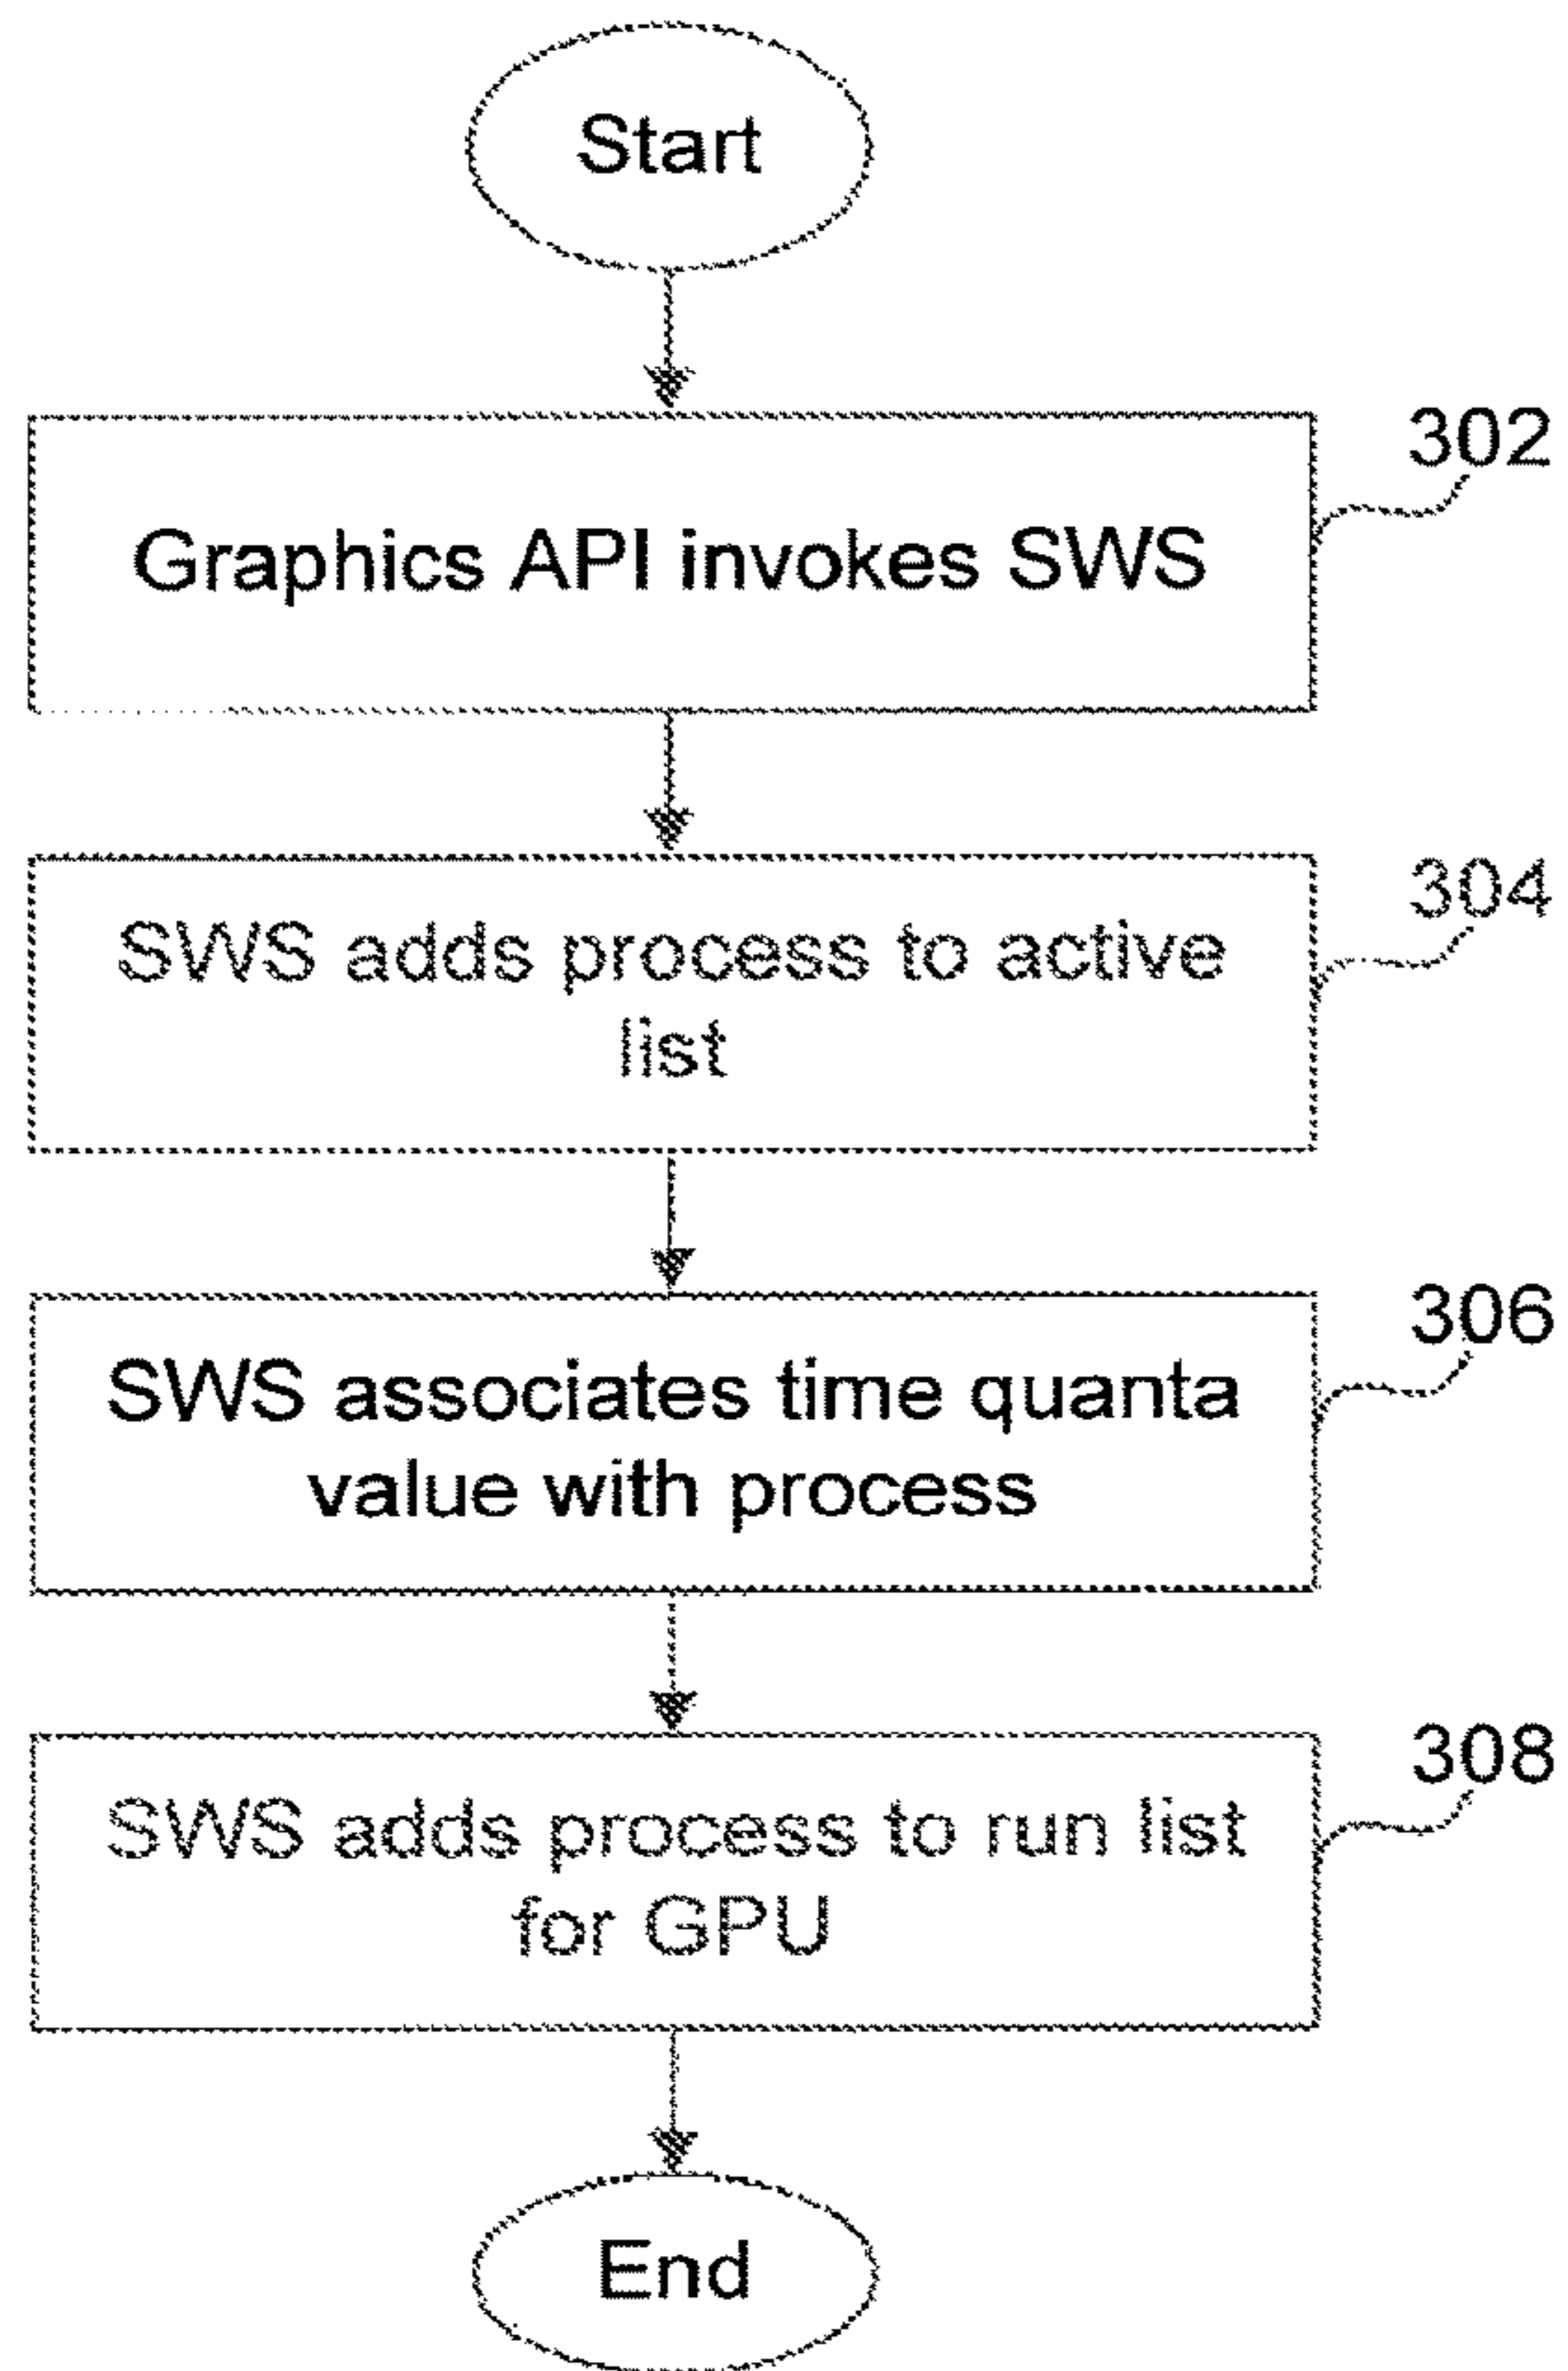 Start
302
Graphics API invokes SWS
304
SWS adds process to active
list
306
SWS associates time quanta
value with process
308
SWS adds process to run list
for GPU
End